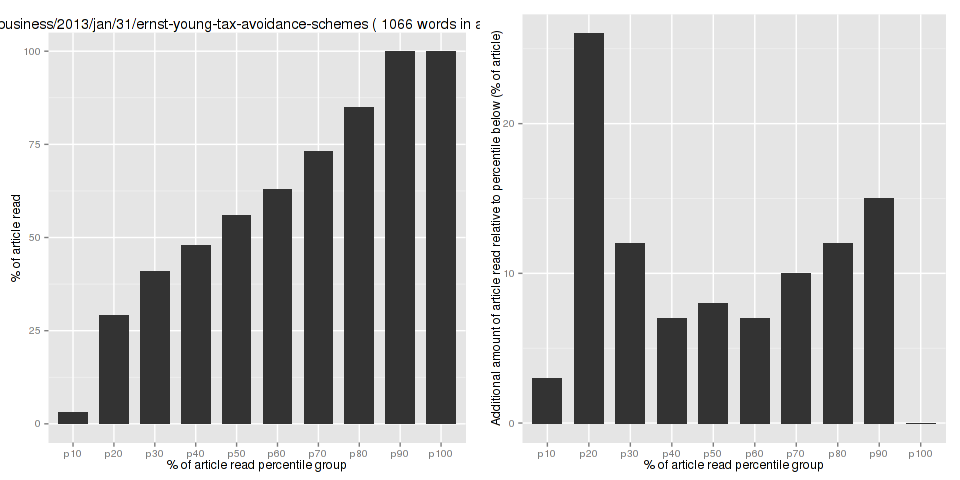 business/2013/jan/31/ernst-young-tax-avoidance-schemes ( 1066 words in a
% of article read
100
75
50
25
0
p10 p20 p30 p40 p50 p60 p70 p80 p90 p100
% of article read percentile group
Additional amount of article read relative to percentile below (% of article)
20
10
0
p10 p20 p30 p40 p50 p60 p70 p80 p90 p100
% of article read percentile group